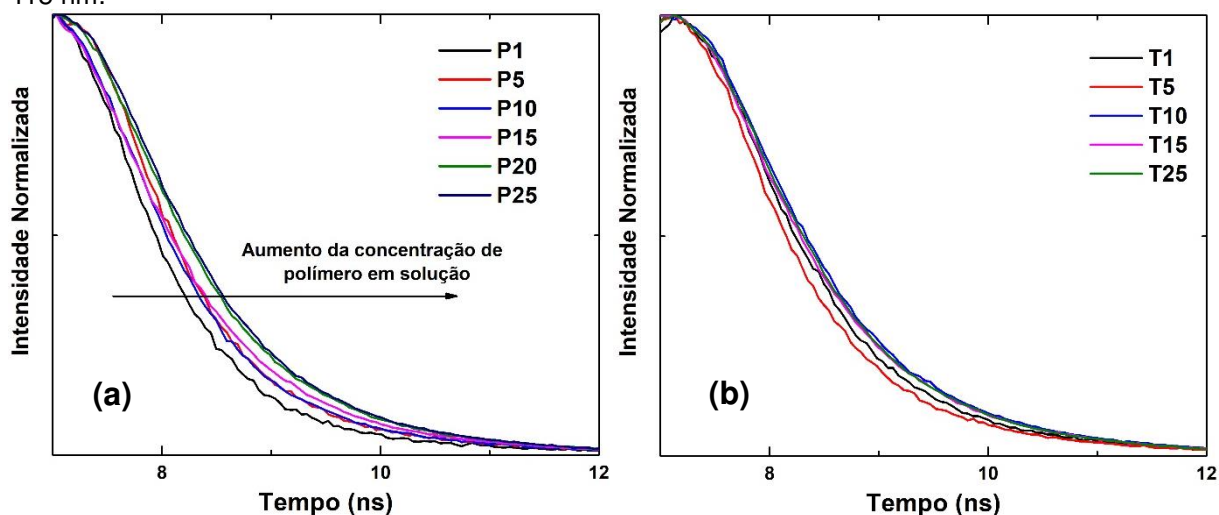 Intensidade Normalizada
P1
P5
P10
P15
P20
P25
Aumento da concentração de
polímero em solução
(a)
8
10
12
Tempo (ns)
Intensidade Normalizada
T1
T5
T10
T15
T25
(b)
8
10
12
Tempo (ns)